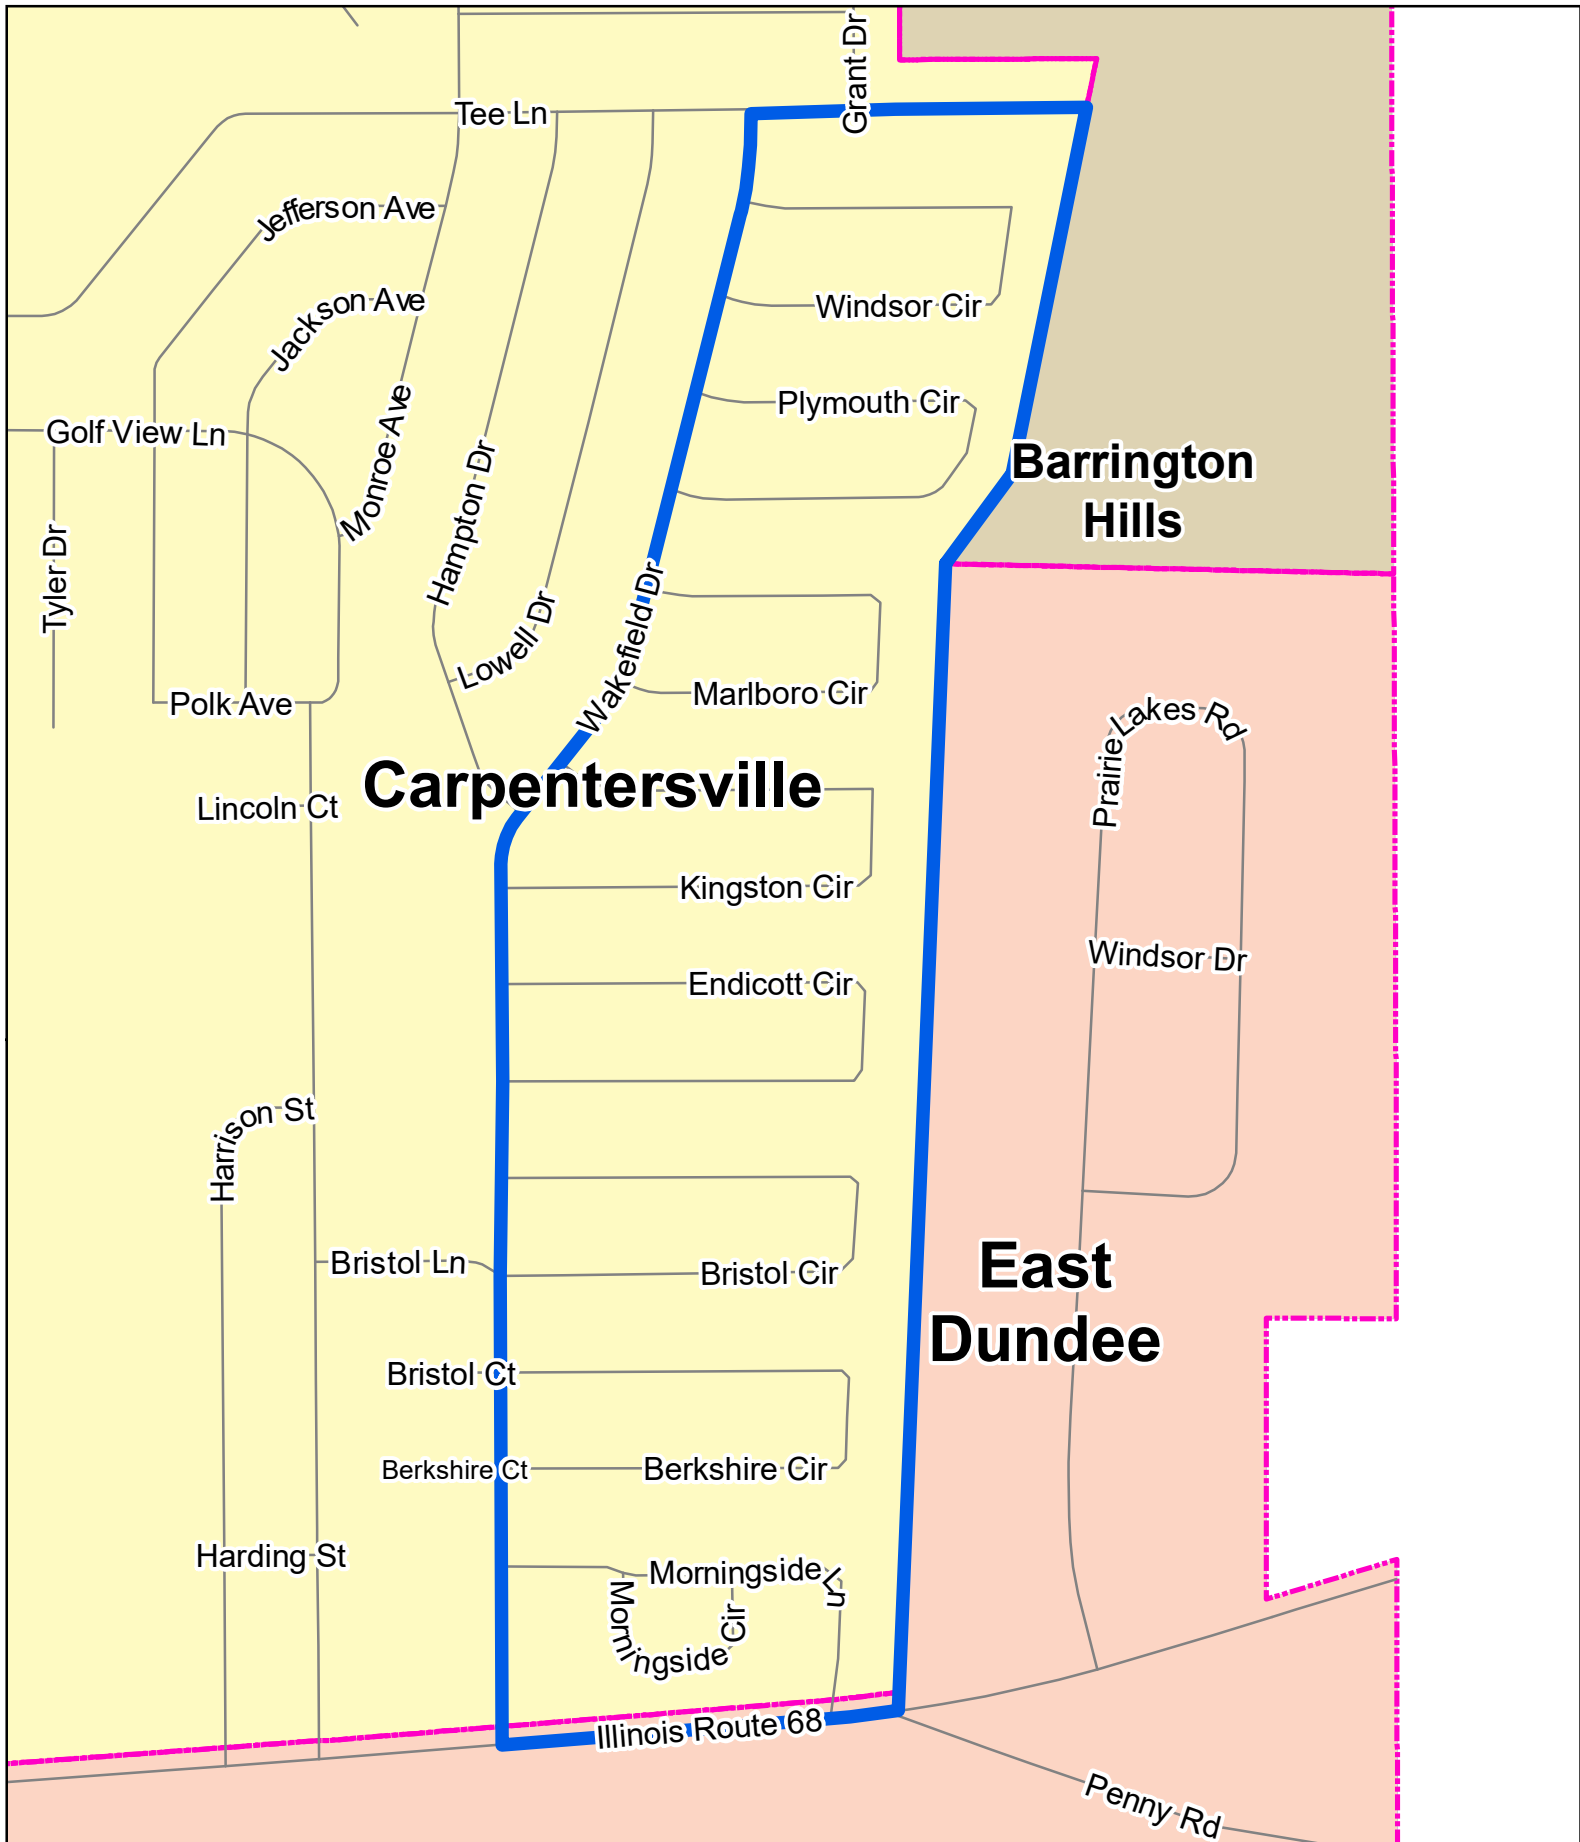 Grant Dr
Tee Ln
Jefferson Ave
Jackson Ave
Windsor Cir
Monroe Ave
Plymouth Cir
Golf View Ln
Hampton Dr
Barrington
Hills
Tyler Dr
Lowell Dr
Wakefield Dr
Polk Ave
Marlboro Cir
Prairie Lakes Rd
Carpentersville
Lincoln Ct
Kingston Cir
Windsor Dr
Endicott Cir
Harrison St
Bristol Ln
Bristol Cir
East
Dundee
Bristol Ct
Berkshire Ct
Berkshire Cir
Harding St
Morningside Ln
Morningside Cir
Illinois Route 68
Penny Rd